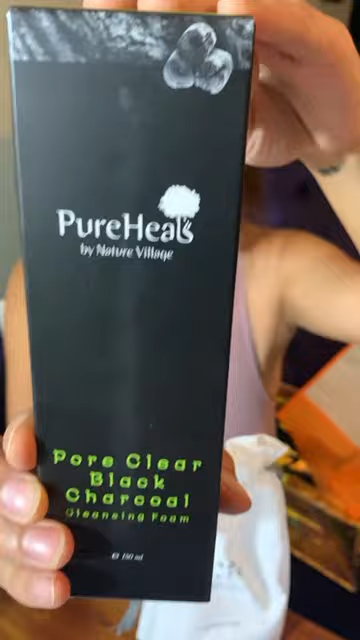 PureHeals
by Nature Village
Pore Clear
Black
Charcoal
Cleansing Foam